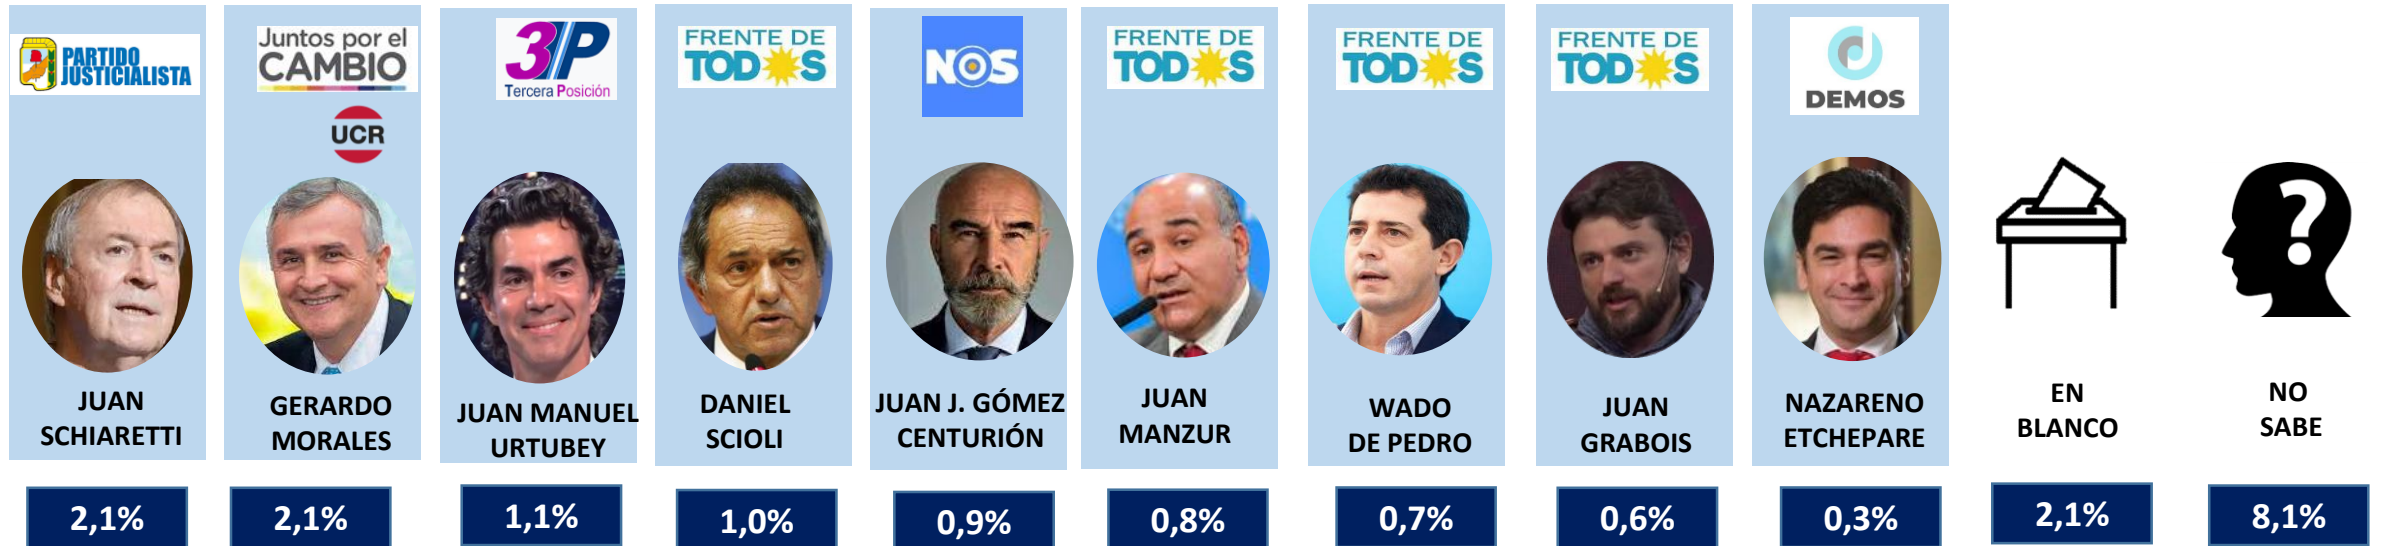 PARTIDO
JUSTICIALISTA
JUAN
SCHIARETTI
2,1%
Juntos por el
CAMBIO
UCR
GERARDO
MORALES
2,1%
3P
Tercera Posición
JUAN MANUEL
URTUBEY
1,1%
FRENTE DE
TODOS
DANIEL
SCIOLI
1,0%
NOS
JUAN J. GÓMEZ
CENTURIÓN
0,9%
FRENTE DE
TODOS
JUAN
MANZUR
0,8%
FRENTE DE
TODOS
WADO
DE PEDRO
0,7%
FRENTE DE
TODOS
JUAN
GRABOIS
0,6%
DEMOS
NAZARENO
ETCHEPARE
0,3%
EN
BLANCO
2,1%
?
NO
SABE
8,1%